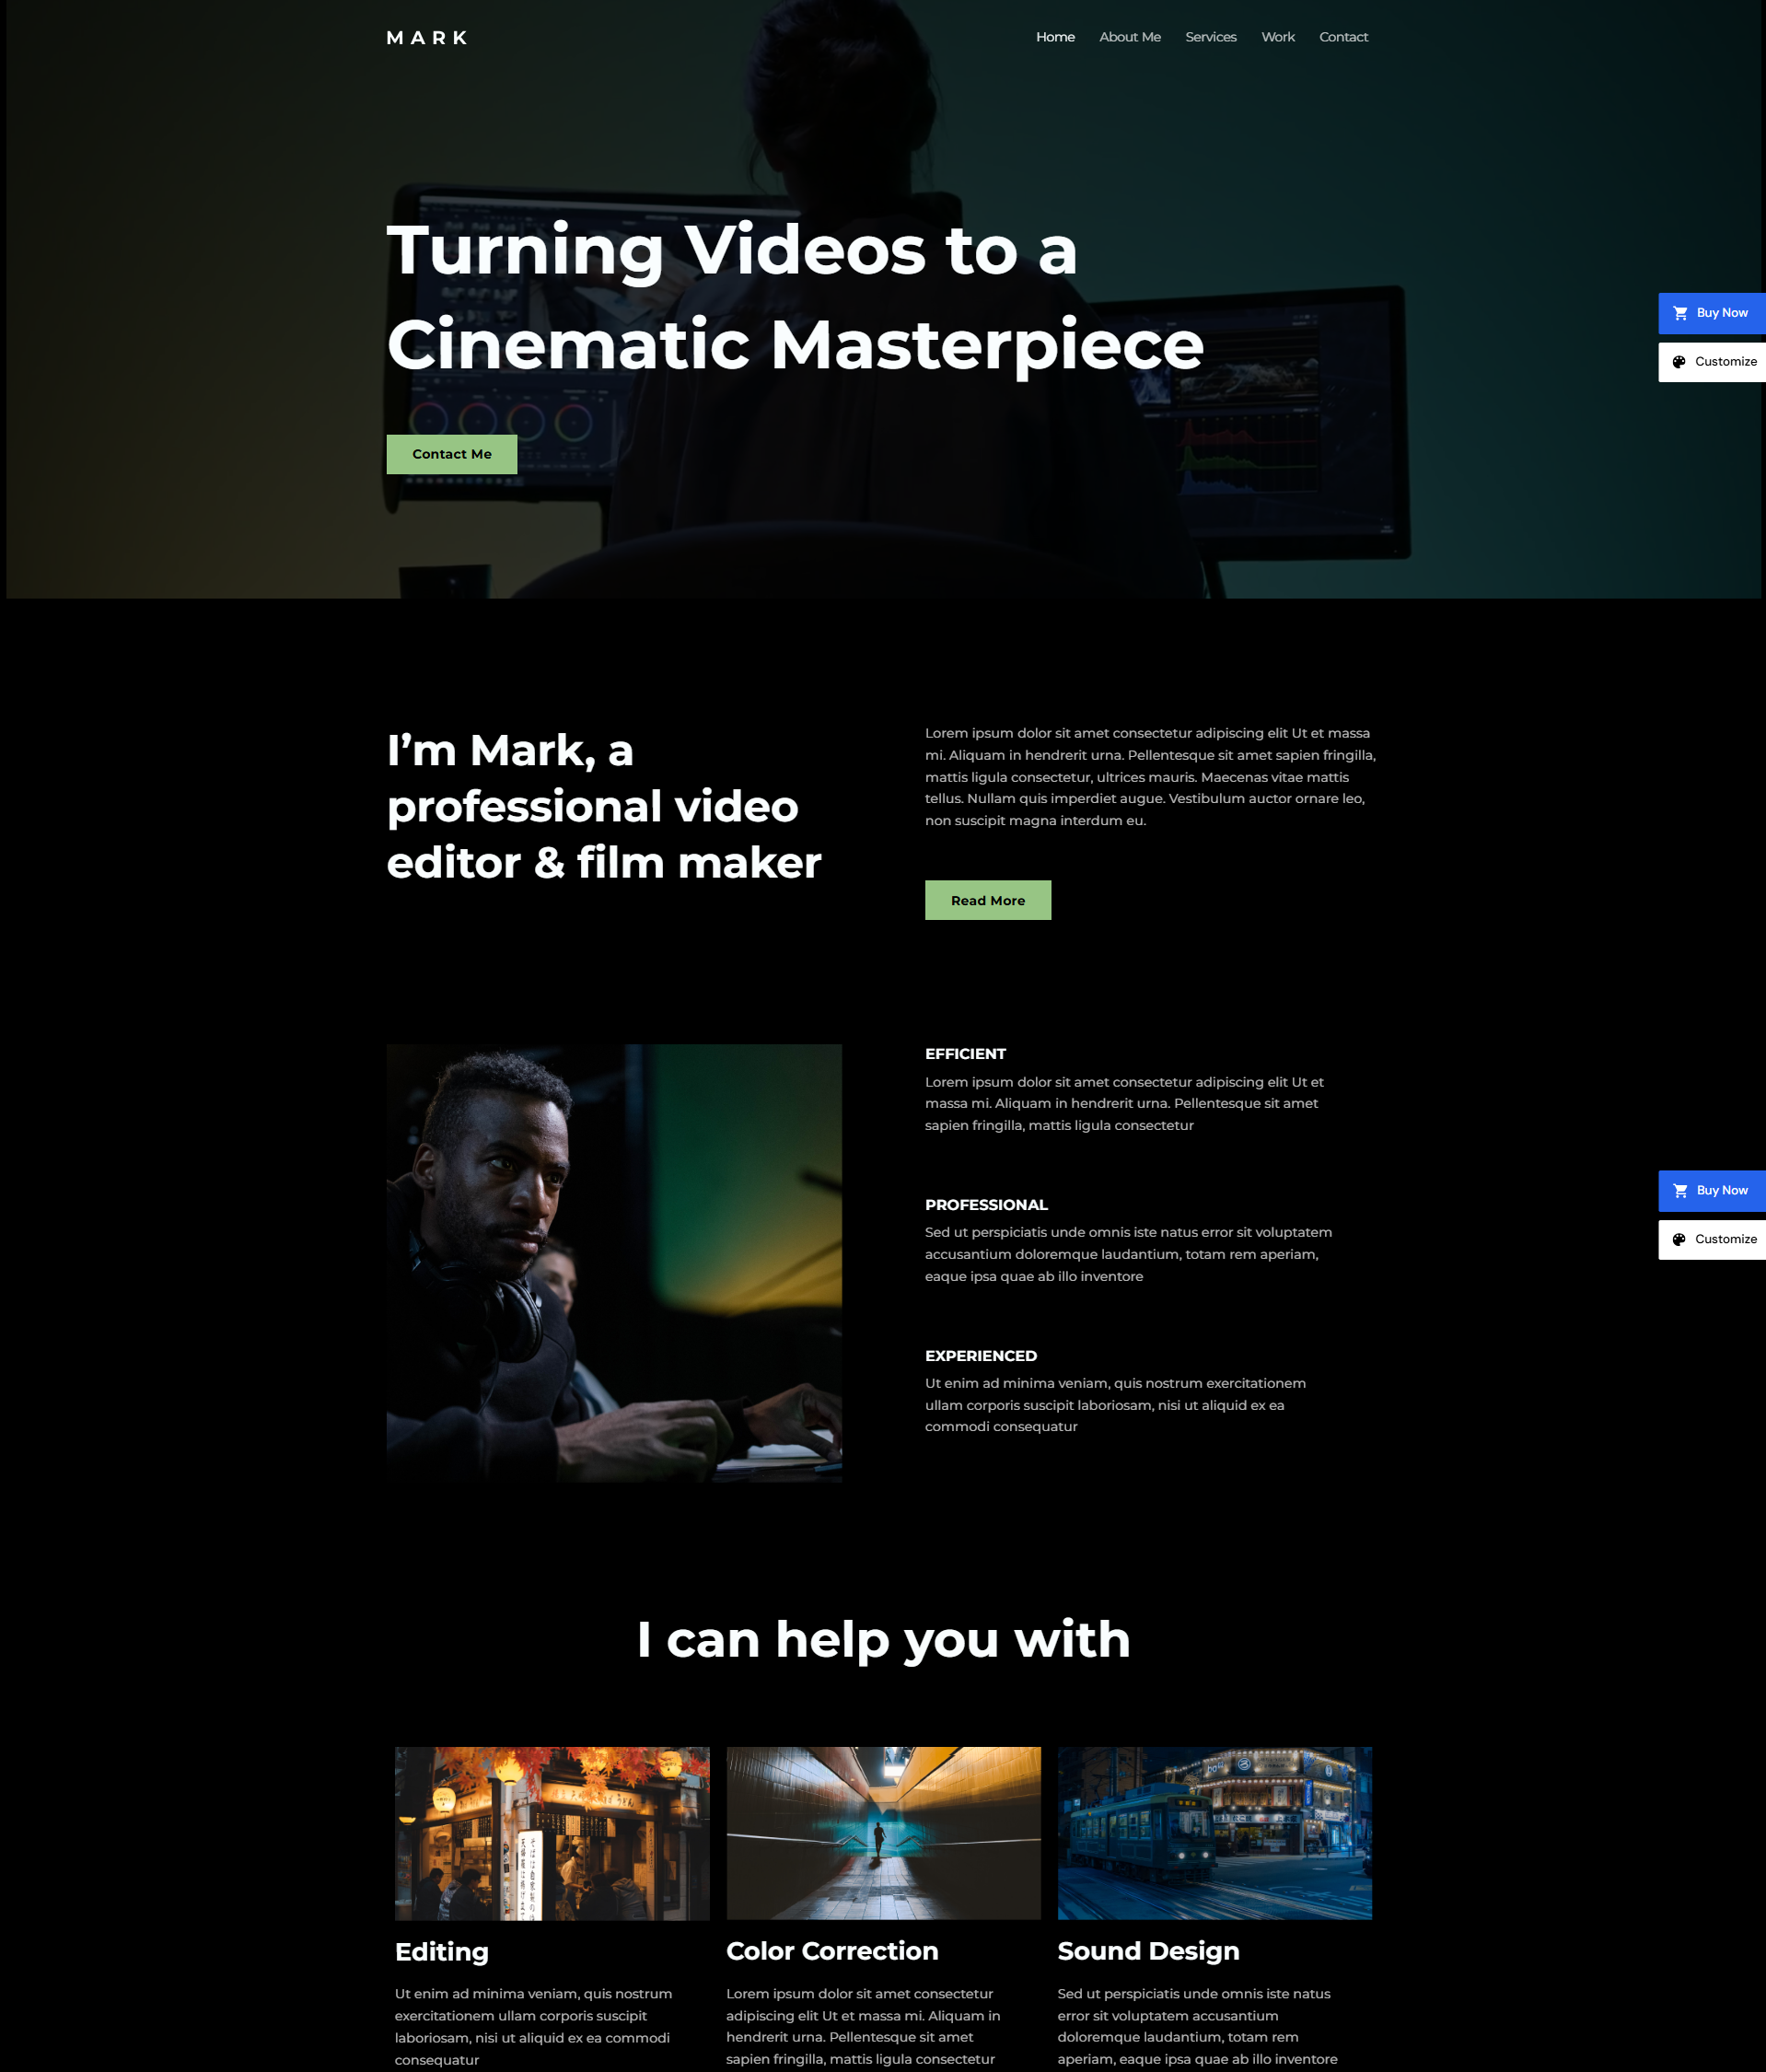 MARK
Home About Me Services Work Contact
Turning Videos to a
Cinematic Masterpiece
Buy Now
Customize
Contact Me
I’m Mark, a
professional video
editor & film maker
Lorem ipsum dolor sit amet consectetur adipiscing elit Ut et massa
mi. Aliquam in hendrerit urna. Pellentesque sit amet sapien fringilla,
mattis ligula consectetur, ultrices mauris. Maecenas vitae mattis
tellus. Nullam quis imperdiet augue. Vestibulum auctor ornare leo,
non suscipit magna interdum eu.
Read More
EFFICIENT
Lorem ipsum dolor sit amet consectetur adipiscing elit Ut et
massa mi. Aliquam in hendrerit urna. Pellentesque sit amet
sapien fringilla, mattis ligula consectetur
PROFESSIONAL
Sed ut perspiciatis unde omnis iste natus error sit voluptatem
accusantium doloremque laudantium, totam rem aperiam,
eaque ipsa quae ab illo inventore
Buy Now
Customize
EXPERIENCED
Ut enim ad minima veniam, quis nostrum exercitationem
ullam corporis suscipit laboriosam, nisi ut aliquid ex ea
commodi consequatur
I can help you with
Editing
Ut enim ad minima veniam, quis nostrum
exercitationem ullam corporis suscipit
laboriosam, nisi ut aliquid ex ea commodi
consequatur
Color Correction
Lorem ipsum dolor sit amet consectetur
adipiscing elit Ut et massa mi. Aliquam in
hendrerit urna. Pellentesque sit amet
sapien fringilla, mattis ligula consectetur
Sound Design
Sed ut perspiciatis unde omnis iste natus
error sit voluptatem accusantium
doloremque laudantium, totam rem
aperiam, eaque ipsa quae ab illo inventore